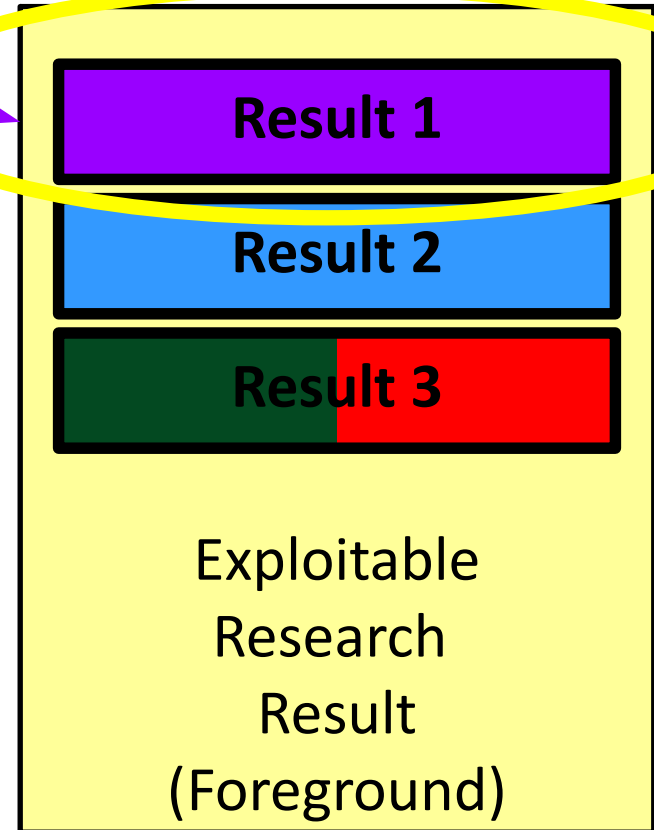 Result 1
Result 2
Result 3
Exploitable
Research
Result
(Foreground)